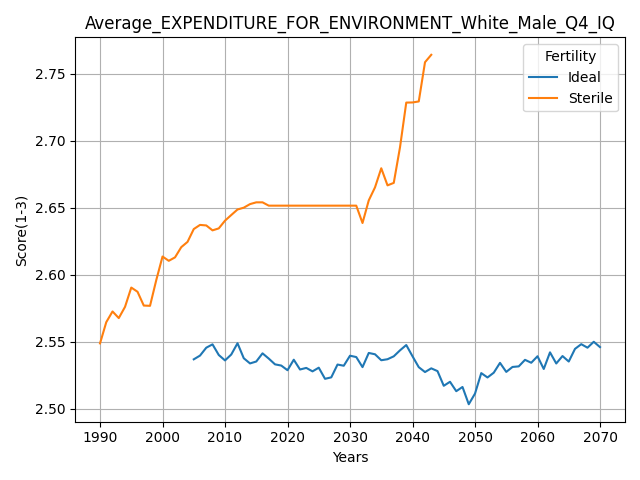 Average_EXPENDITURE_FOR_ENVIRONMENT_White_Male_Q4_IQ
Fertility
Ideal
Sterile
2.75
2.70
2.65
2.60
2.55
2.50
Score(1-3)
1990 2000 2010 2020 2030 2040 2050 2060 2070
Years